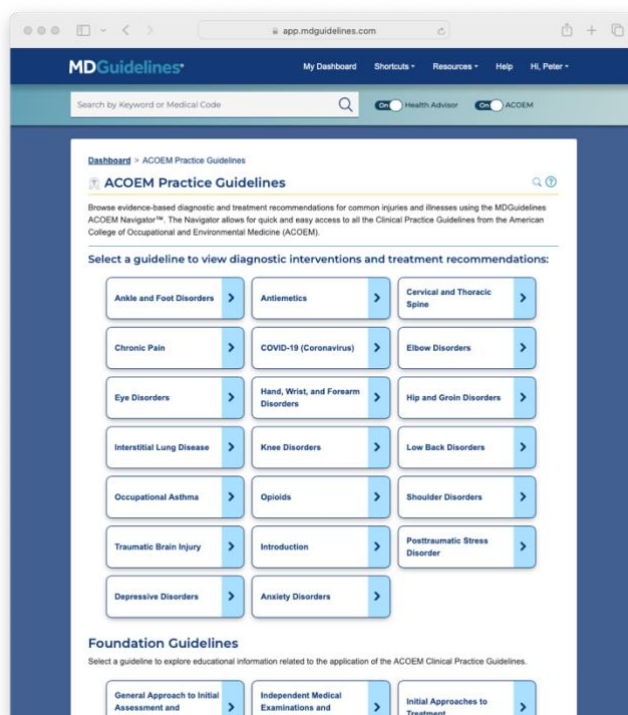 app.mdguidelines.com
MDGuidelines
My Dashboard Shortcuts Resources Help Hi, Peter
Search by Keyword or Medical Code
On Health Advisor On ACOEM
Dashboard > ACOEM Practice Guidelines
ACOEM Practice Guidelines
Browse evidence-based diagnostic and treatment recommendations for common injuries and illnesses using the MDGuidelines
ACOEM Navigator™. The Navigator allows for quick and easy access to all the Clinical Practice Guidelines from the American
College of Occupational and Environmental Medicine (ACOEM).
Select a guideline to view diagnostic interventions and treatment recommendations:
Ankle and Foot Disorders
Antiemetics
Cervical and Thoracic
Spine
Chronic Pain
COVID-19 (Coronavirus)
Elbow Disorders
Eye Disorders
Hand, Wrist, and Forearm
Disorders
Hip and Groin Disorders
Interstitial Lung Disease
Knee Disorders
Low Back Disorders
Occupational Asthma
Opioids
Shoulder Disorders
Traumatic Brain Injury
Introduction
Posttraumatic Stress
Disorder
Depressive Disorders
Anxiety Disorders
Foundation Guidelines
Select a guideline to explore educational information related to the application of the ACOEM Clinical Practice Guidelines.
General Approach to Initial
Assessment and
Independent Medical
Examinations and
Initial Approaches to
Treatment